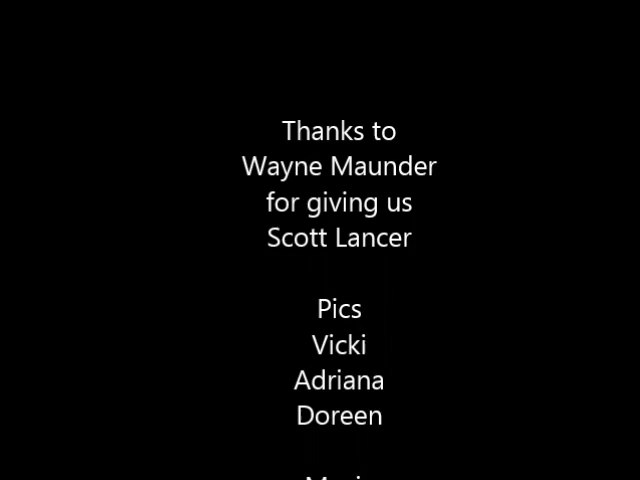 Thanks to
Wayne Maunder
for giving us
Scott Lancer
Pics
Vicki
Adriana
Doreen